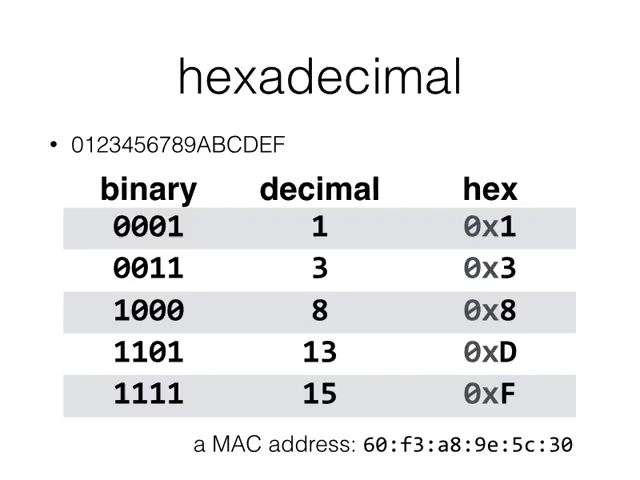 hexadecimal
• 0123456789ABCDEF
binary decimal hex
0001 1 0x1
0011 3 0x3
1000 8 0x8
1101 13 0xD
1111 15 0xF
a MAC address: 60:f3:a8:9e:5c:30